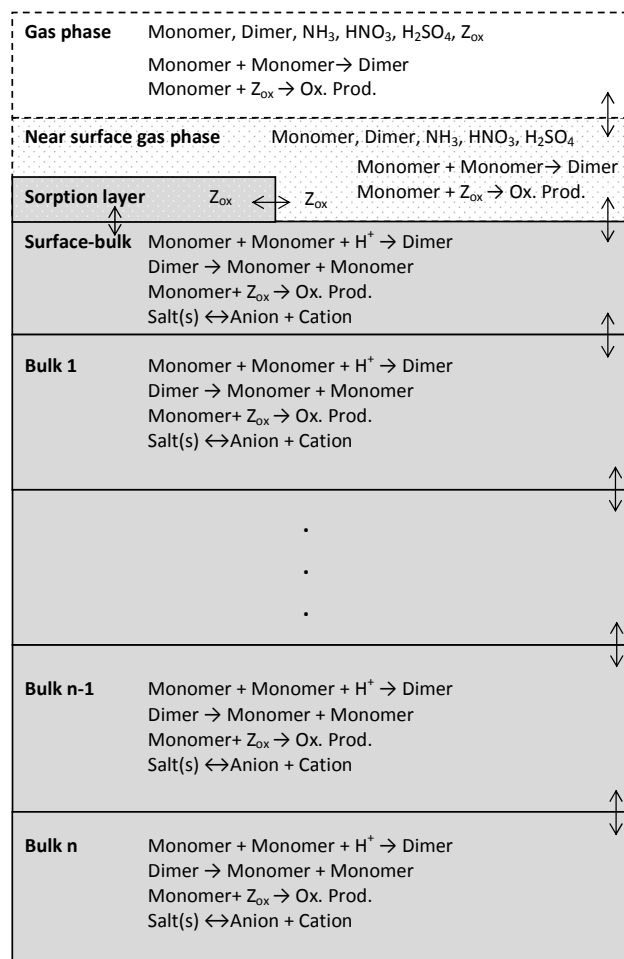 Gas phase Monomer, Dimer, NH₃, HNO₃, H₂SO₄, Zₒₓ
Monomer + Monomer→ Dimer
Monomer + Zₒₓ → Ox. Prod.
Near surface gas phase Monomer, Dimer, NH₃, HNO₃, H₂SO₄
Monomer + Monomer→ Dimer
Monomer + Zₒₓ → Ox. Prod.
Sorption layer Zₒₓ ↔ Zₒₓ
Surface-bulk Monomer + Monomer + H⁺ → Dimer
Dimer → Monomer + Monomer
Monomer+ Zₒₓ → Ox. Prod.
Salt(s) ↔Anion + Cation
Bulk 1 Monomer + Monomer + H⁺ → Dimer
Dimer → Monomer + Monomer
Monomer+ Zₒₓ → Ox. Prod.
Salt(s) ↔Anion + Cation
.
.
.
Bulk n-1 Monomer + Monomer + H⁺ → Dimer
Dimer → Monomer + Monomer
Monomer+ Zₒₓ → Ox. Prod.
Salt(s) ↔Anion + Cation
Bulk n Monomer + Monomer + H⁺ → Dimer
Dimer → Monomer + Monomer
Monomer+ Zₒₓ → Ox. Prod.
Salt(s) ↔Anion + Cation